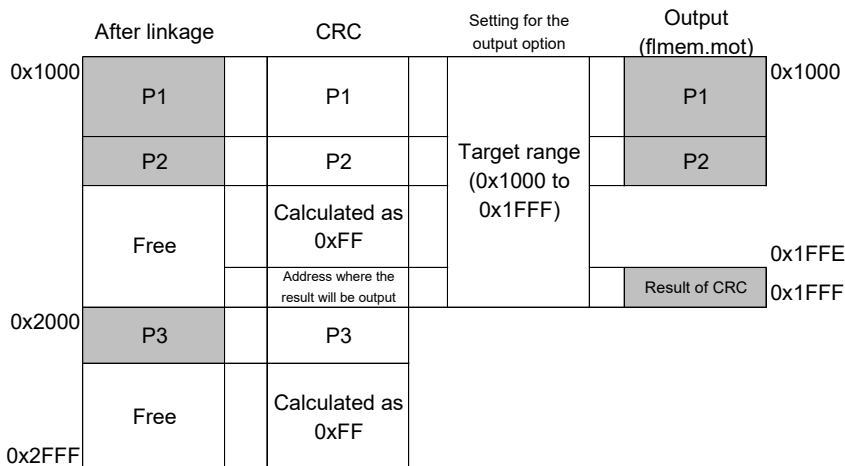 After linkage
CRC
Setting for the
output option
Output
(flmem.mot)
0x1000
0x1000
P1
P1
P1
P2
P2
P2
Target range
(0x1000 to
0x1FFF)
Free
Calculated as
0xFF
0x1FFE
Address where the
result will be output
Result of CRC
0x1FFF
0x2000
P3
P3
Free
Calculated as
0xFF
0x2FFF